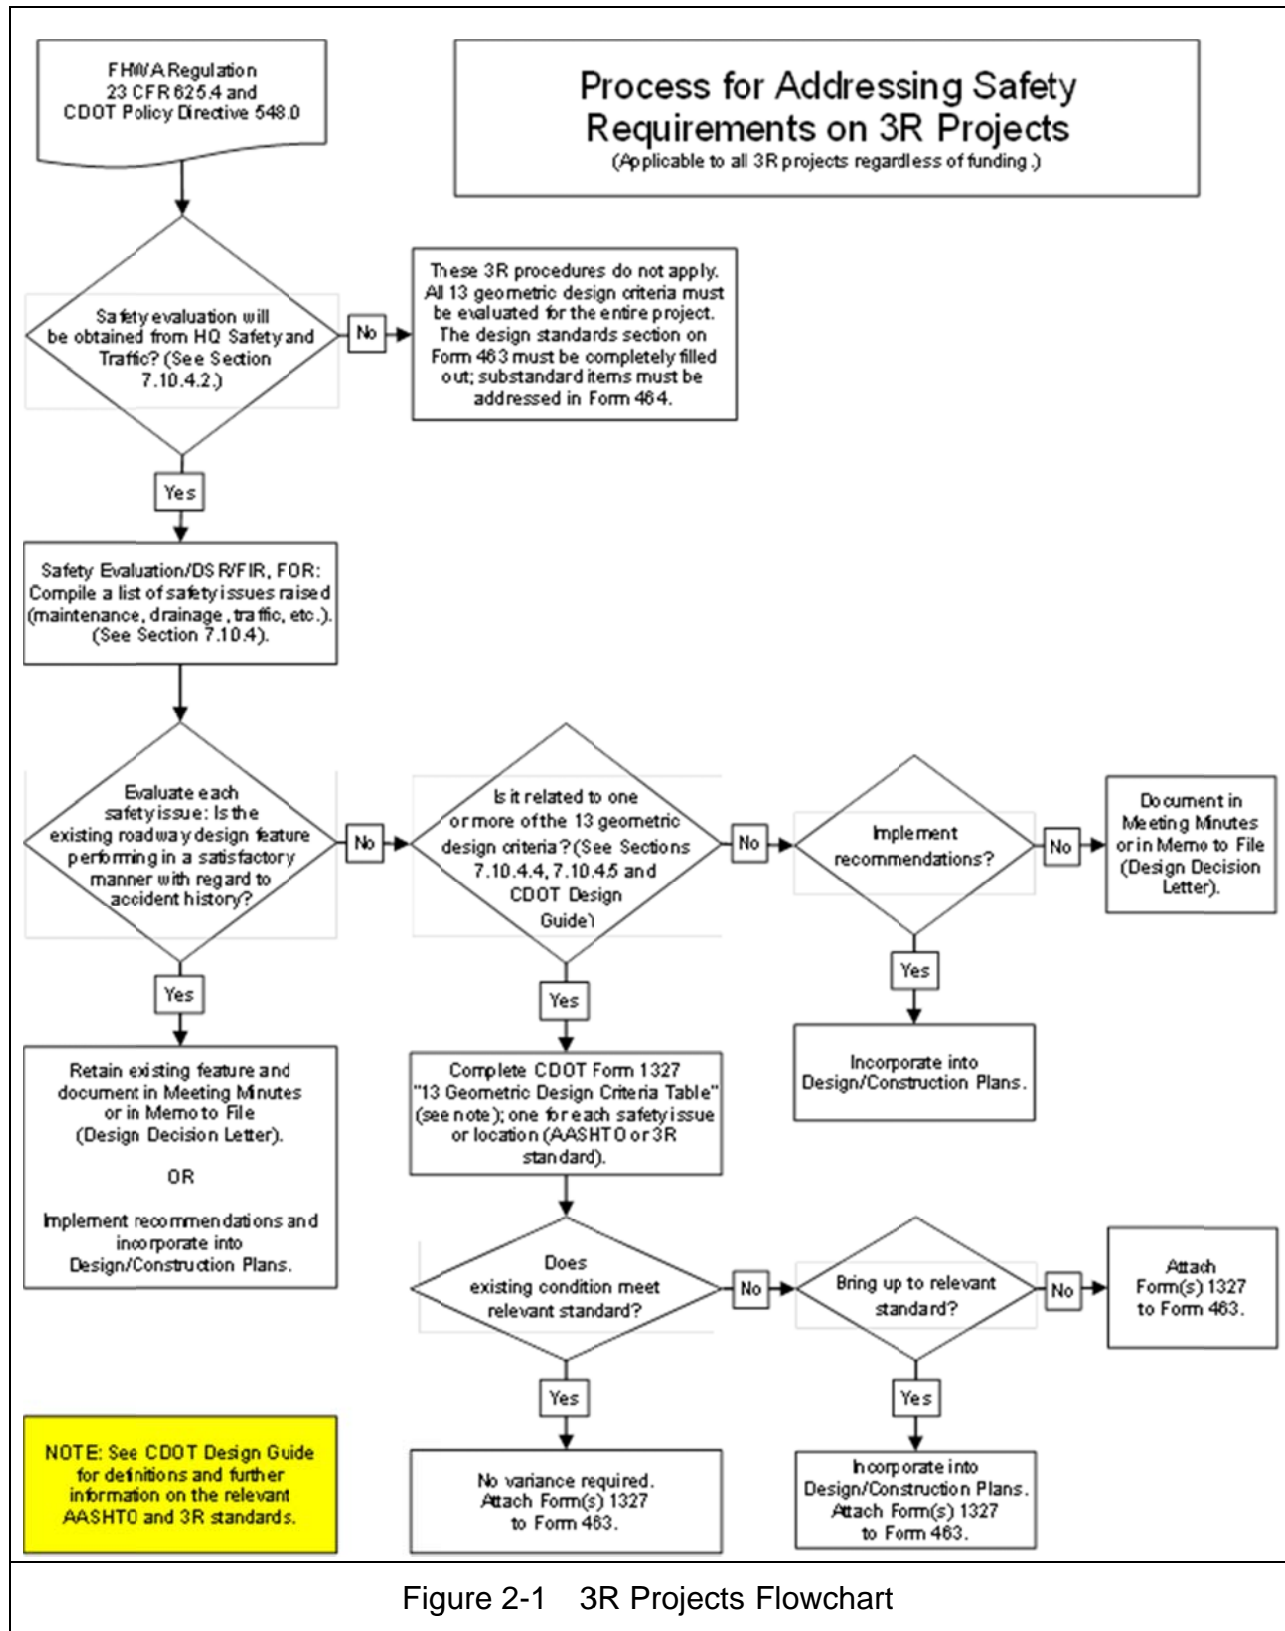 FHWA Regulation
23 CFR 625.4 and
CDOT Policy Directive 548.0
Process for Addressing Safety
Requirements on 3R Projects
(Applicable to all 3R projects regardless of funding.)
Safety evaluation will
be obtained from HQ Safety and
Traffic? (See Section
7.10.4.2.)
No
These 3R procedures do not apply.
All 13 geometric design criteria must
be evaluated for the entire project.
The design standards section on
Form 463 must be completely filled
out; substandard items must be
addressed in Form 464.
Yes
Safety Evaluation/DSR/FIR, FOR:
Compile a list of safety issues raised
(maintenance, drainage, traffic, etc.).
(See Section 7.10.4).
Evaluate each
safety issue: Is the
existing roadway design feature
performing in a satisfactory
manner with regard to
accident history?
No
Is it related to one
or more of the 13 geometric
design criteria? (See Sections
7.10.4.4, 7.10.4.5 and
CDOT Design
Guide)
No
Implement
recommendations?
No
Document in
Meeting Minutes
or in Memo to File
(Design Decision
Letter).
Yes
Yes
Yes
Retain existing feature and
document in Meeting Minutes
or in Memo to File
(Design Decision Letter).
OR
Implement recommendations and
incorporate into
Design/Construction Plans.
Complete CDOT Form 1327
"13 Geometric Design Criteria Table"
(see note); one for each safety issue
or location (AASHTO or 3R
standard).
Incorporate into
Design/Construction Plans.
Does
existing condition meet
relevant standard?
No
Bring up to relevant
standard?
No
Attach
Form(s) 1327
to Form 463.
Yes
Yes
NOTE: See CDOT Design Guide
for definitions and further
information on the relevant
AASHTO and 3R standards.
No variance required.
Attach Form(s) 1327
to Form 463.
Incorporate into
Design/Construction Plans.
Attach Form(s) 1327
to Form 463.
Figure 2-1 3R Projects Flowchart